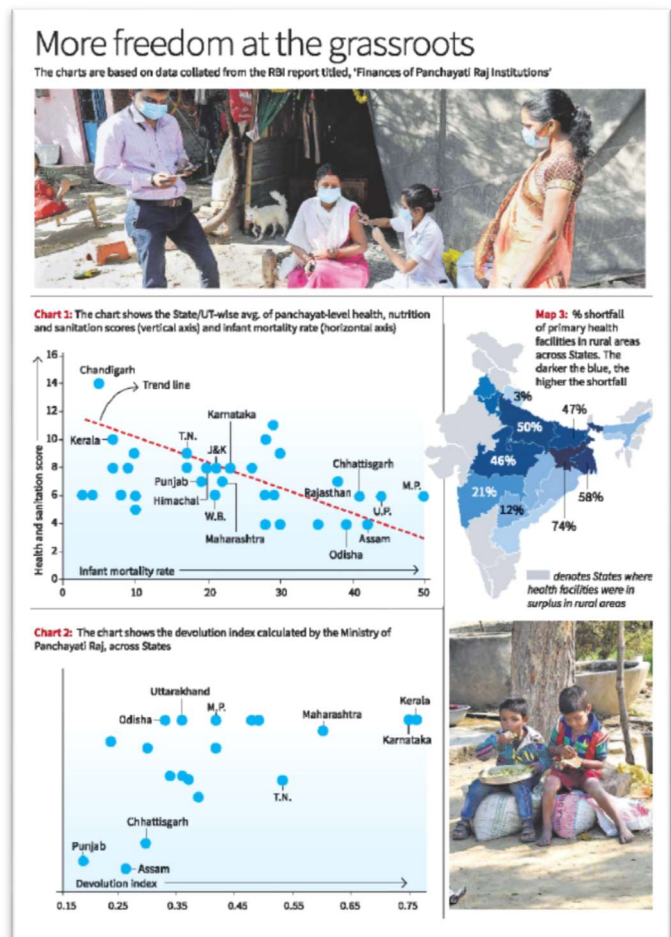 More freedom at the grassroots
The charts are based on data collated from the RBI report titled, ‘Finances of Panchayati Raj Institutions’
Chart 1: The chart shows the State/UT-wise avg. of panchayat-level health, nutrition
and sanitation scores (vertical axis) and infant mortality rate (horizontal axis)
Health and sanitation score
16
14
12
10
8
6
4
2
0
Chandigarh
Trend line
Kerala
T.N.
Karnataka
J&K
Punjab
Himachal
W.B.
Maharashtra
Chhattisgarh
Rajasthan
M.P.
U.P.
Assam
Odisha
Infant mortality rate
0 10 20 30 40 50
Map 3: % shortfall
of primary health
facilities in rural areas
across States. The
darker the blue, the
higher the shortfall
3%
47%
50%
46%
21%
12%
58%
74%
denotes States where
health facilities were in
surplus in rural areas
Chart 2: The chart shows the devolution index calculated by the Ministry of
Panchayati Raj, across States
Uttarakhand
Odisha
M.P.
Maharashtra
Kerala
Karnataka
T.N.
Chhattisgarh
Punjab
Assam
Devolution index
0.15 0.25 0.35 0.45 0.55 0.65 0.75